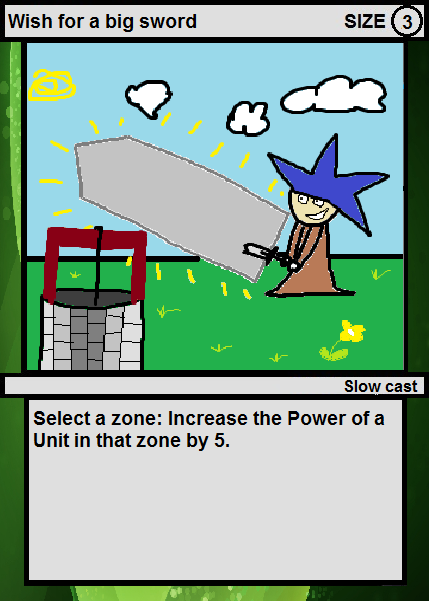 Wish for a big sword SIZE 3
Slow cast
Select a zone: Increase the Power of a
Unit in that zone by 5.